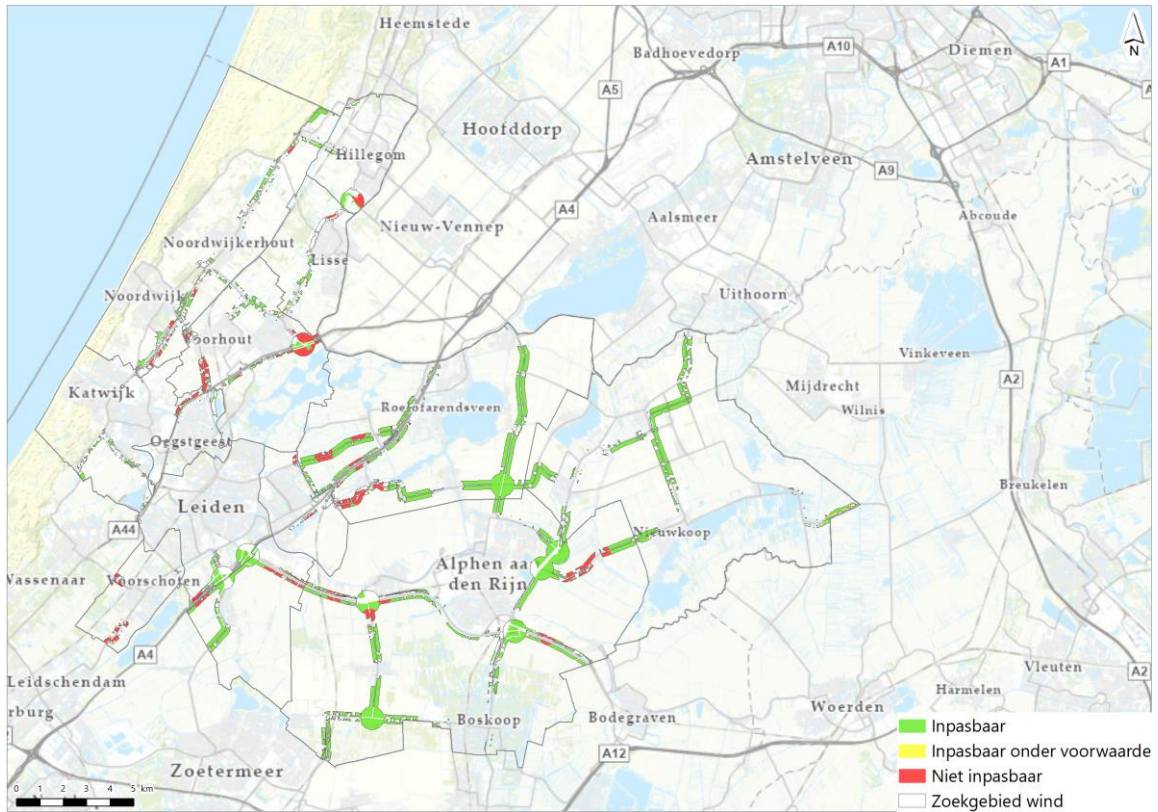 Heemstede
Badhoevedorp
A10
Diemen
A1
N
A5
Hoofddorp
Amstelveen
A9
Hillegom
A4
Abcoude
Nieuw-Vennep
Aalsmeer
Noordwijkerhout
Lisse
Noordwijk
Uithoorn
Voorhout
Vinkeveen
A2
Katwijk
Mijdrecht
Wilnis
Roelofarendsveen
Oegstgeest
Breukelen
Leiden
A44
Nieuwkoop
Alphen aa
den Rijn
Wassenaar
Voorschoten
A4
Leidschendam
Vleuten
A2
Harmelen
rburg
Boskoop
Bodegraven
Woerden
A12
Zoetermeer
Inpasbaar
Inpasbaar onder voorwaarde
Niet inpasbaar
Zoekgebied wind
0 1 2 3 4 5 km